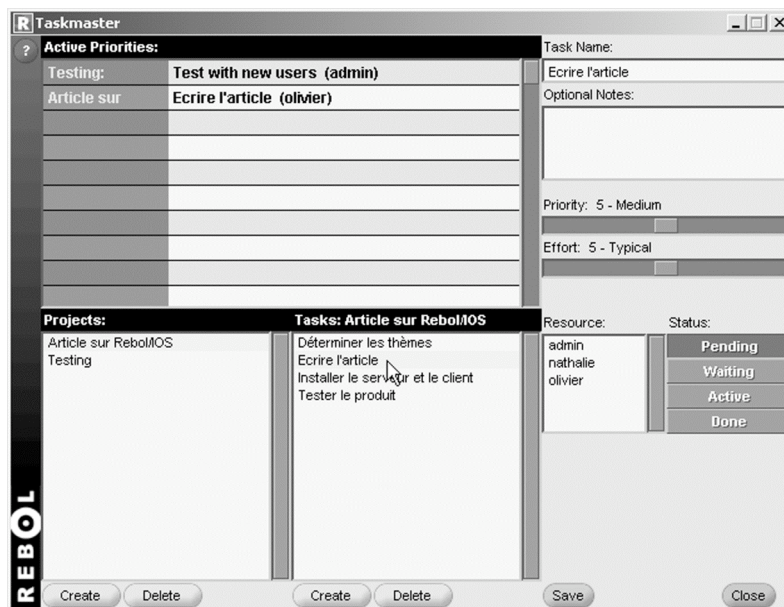 R Taskmaster
?
Active Priorities:
Testing: Test with new users (admin)
Article sur Ecrire l'article (olivier)
Task Name:
Ecrire l'article
Optional Notes:
Priority: 5 - Medium
Effort: 5 - Typical
Projects:
Article sur Rebol/IOS
Testing
Tasks: Article sur Rebol/IOS
Déterminer les thèmes
Ecrire l'article
Installer le serveur et le client
Tester le produit
Resource:
admin
nathalie
olivier
Status:
Pending
Waiting
Active
Done
REBOL
Create Delete
Create Delete
Save
Close